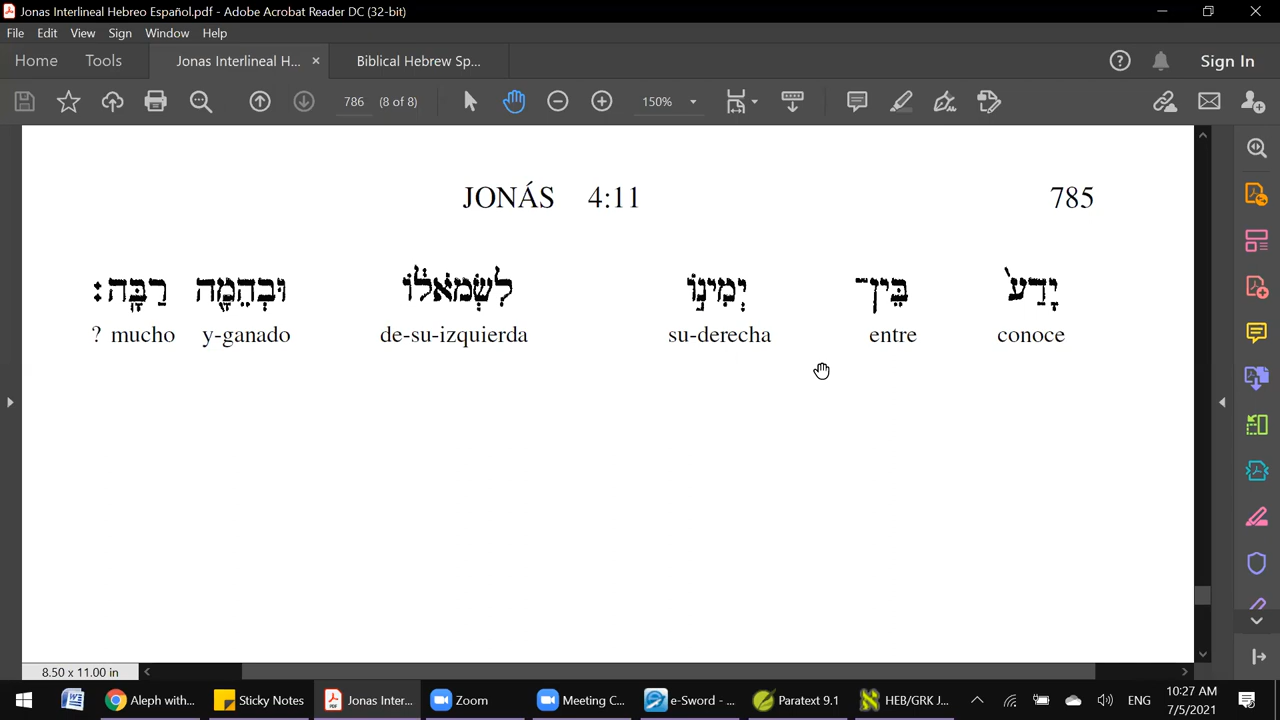 Jonas Interlineal Hebreo Español.pdf - Adobe Acrobat Reader DC (32-bit)
File Edit View Sign Window Help
Home Tools Jonas Interlineal H... × Biblical Hebrew Sp... Sign In
786 (8 of 8) 150%
JONÁS 4:11 785
יָדַע֙ בֵּין־ יְמִינ֣וֹ לִשְׂמֹאל֔וֹ וּבְהֵמָ֖ה רַבָּֽה׃
conoce entre su-derecha de-su-izquierda y-ganado mucho ?
8.50 x 11.00 in
Aleph with... Sticky Notes Jonas Inter... Zoom Meeting C... e-Sword - ... Paratext 9.1 HEB/GRK J... ENG 10:27 AM
7/5/2021